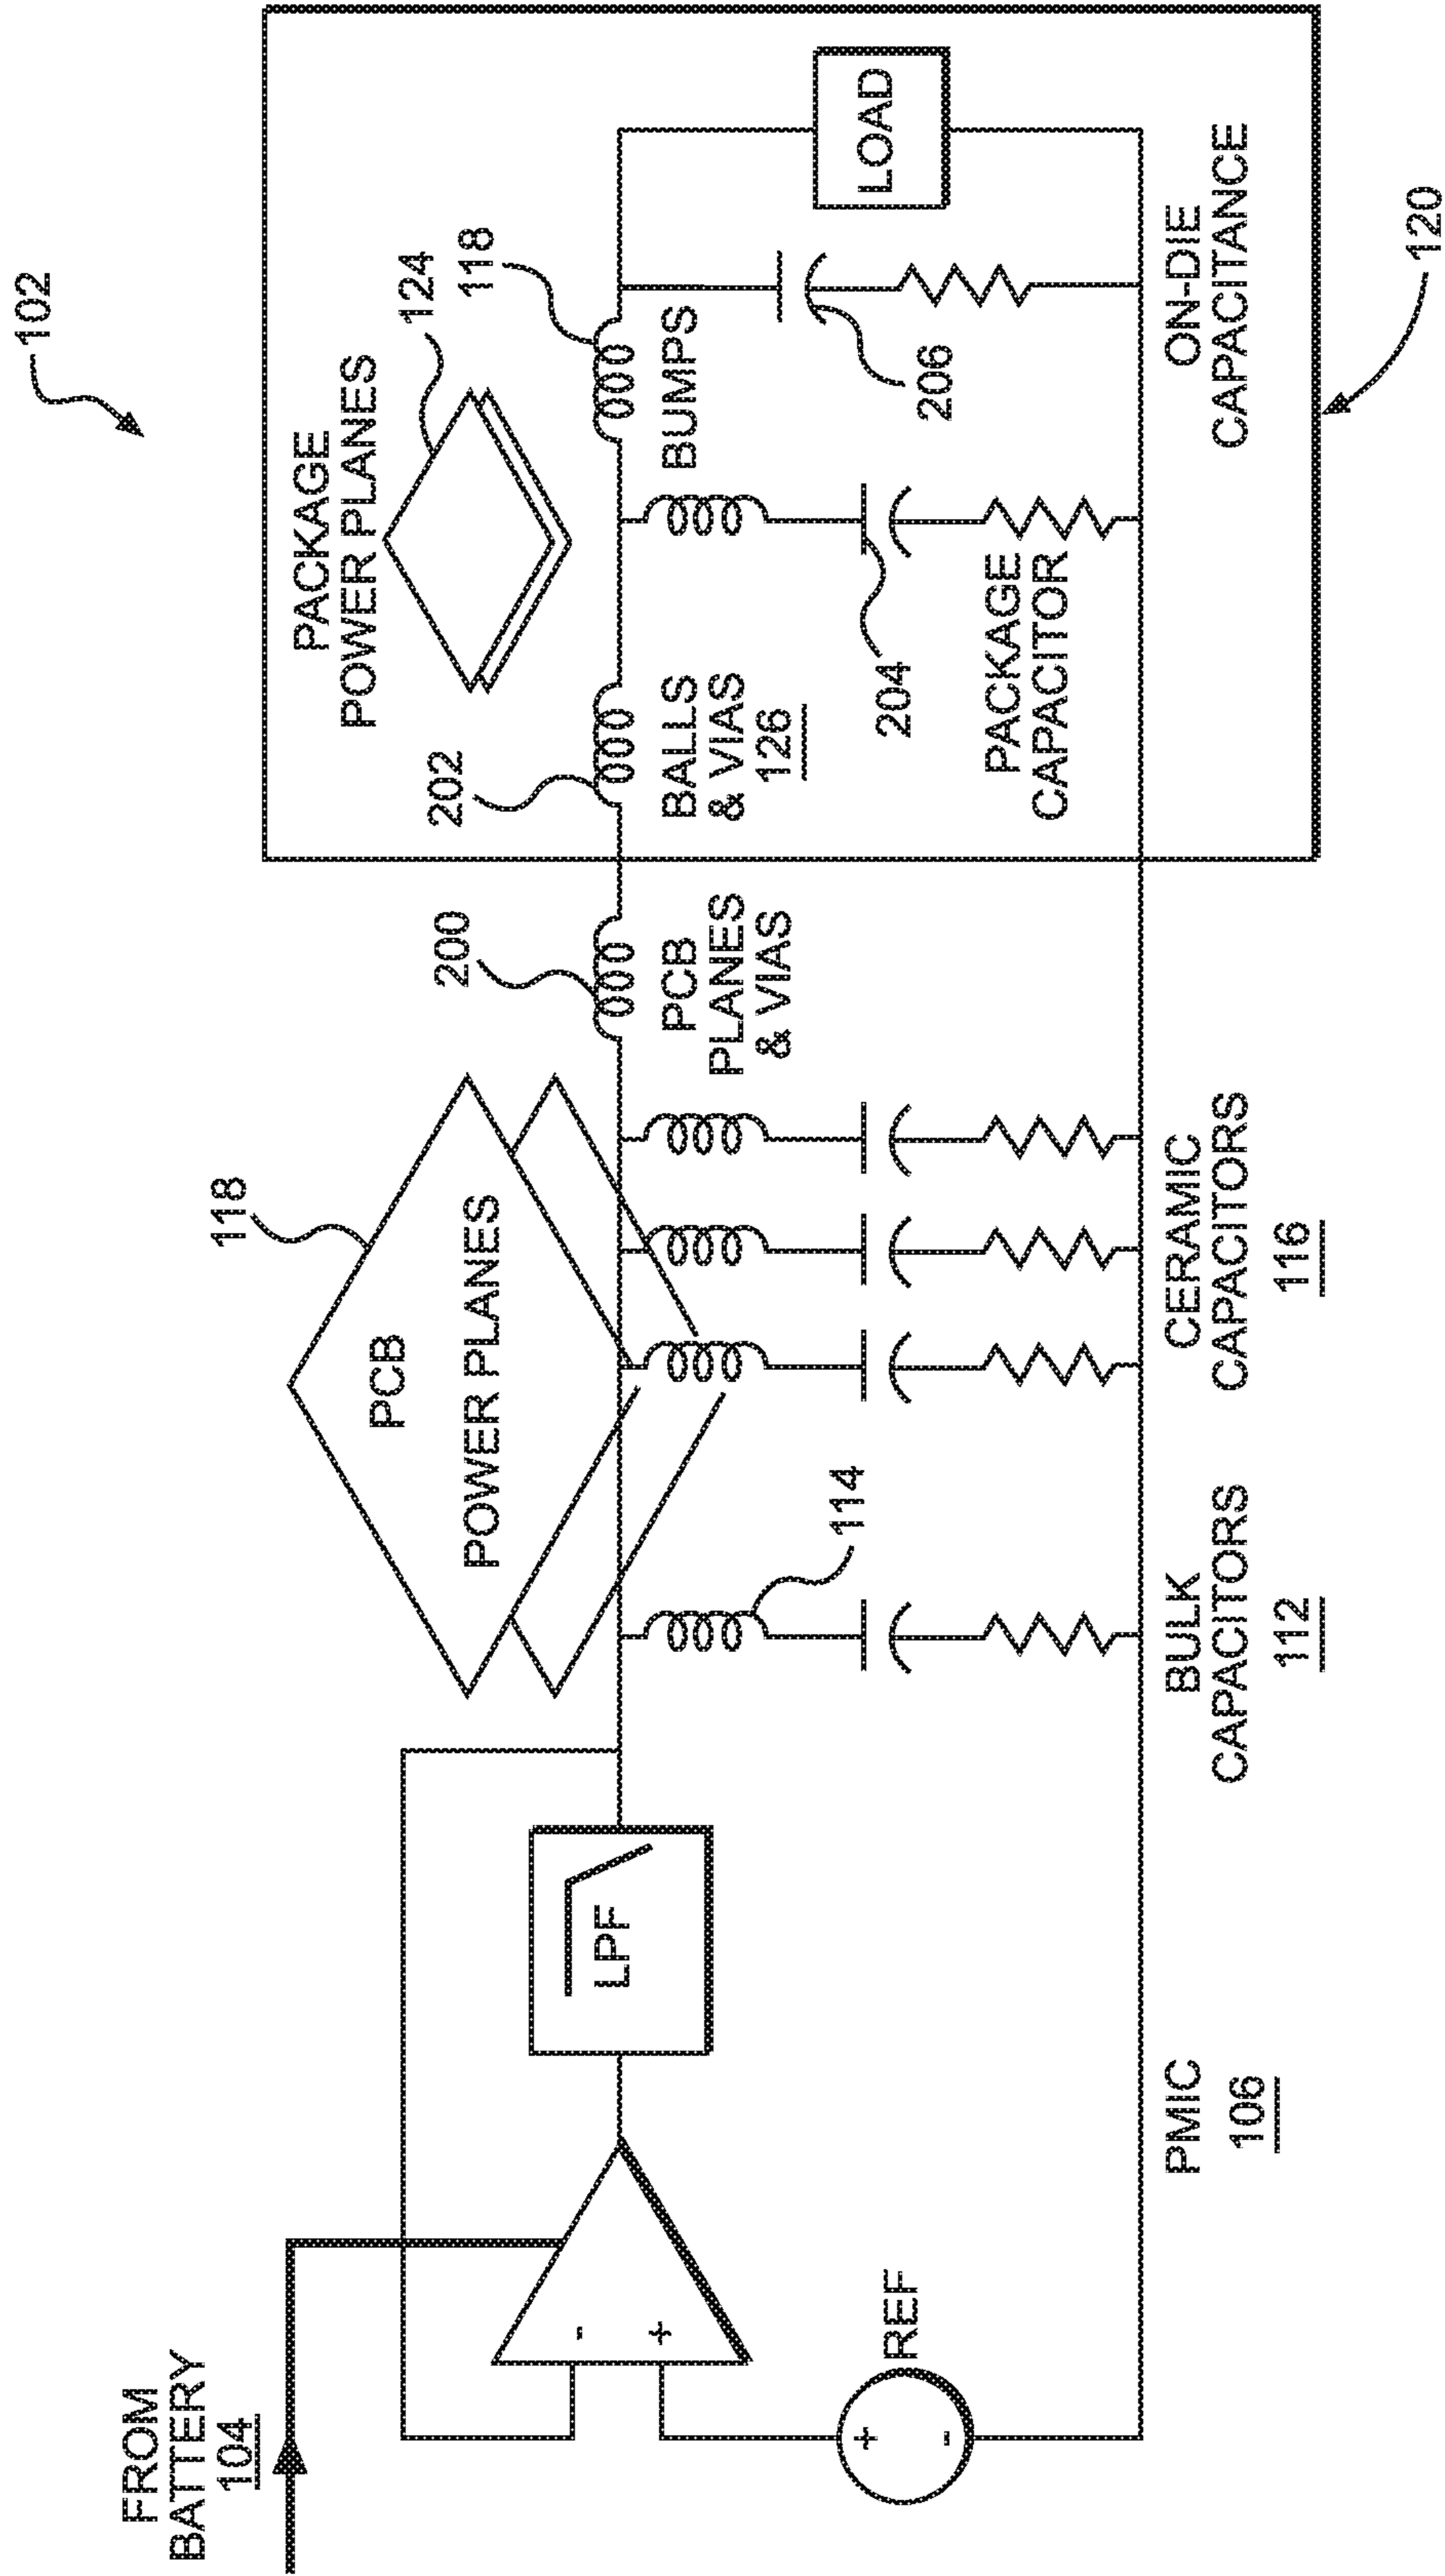 102
PACKAGE
POWER PLANES
124
118
118
PCB
POWER PLANES
200
202
FROM
BATTERY
104
LPF
-
+
REF
+
-
114
PCB
PLANES
& VIAS
BALLS
& VIAS
126
BUMPS
LOAD
204
206
PACKAGE
CAPACITOR
PMIC
106
BULK
CAPACITORS
112
CERAMIC
CAPACITORS
116
ON-DIE
CAPACITANCE
120